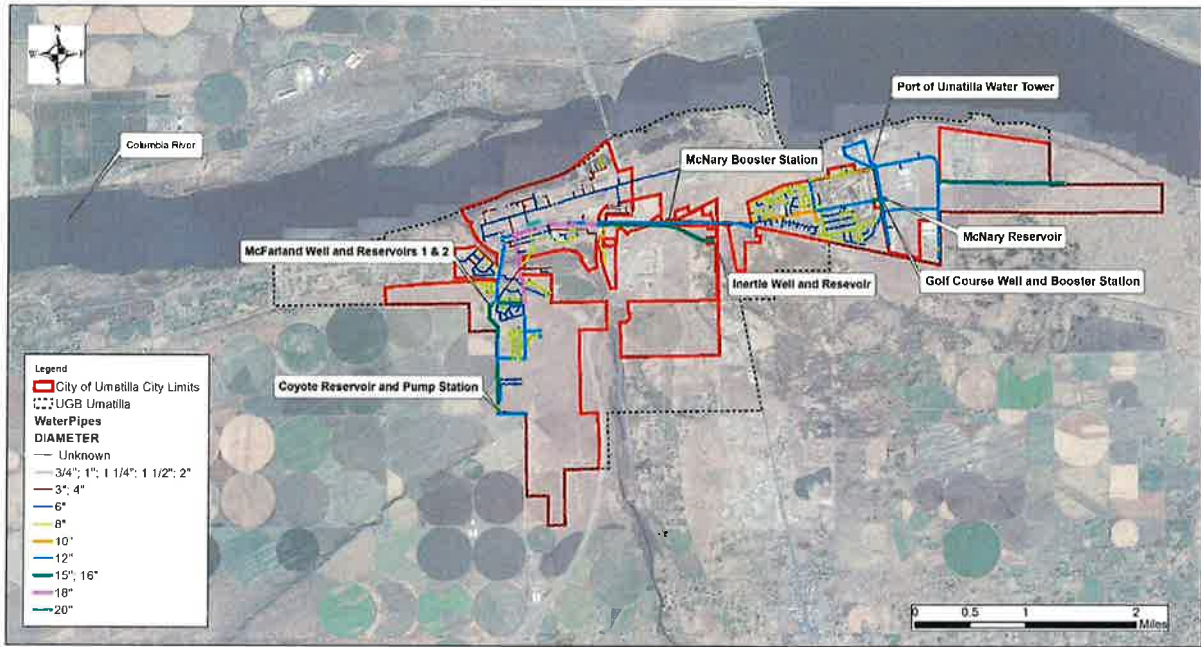 N
W E
S
Port of Umatilla Water Tower
Columbia River
McNary Booster Station
McNary Reservoir
McFarland Well and Reservoirs 1 & 2
Golf Course Well and Booster Station
Intertie Well and Resevoir
Coyote Reservoir and Pump Station
Legend
City of Umatilla City Limits
UGB Umatilla
WaterPipes
DIAMETER
Unknown
3/4"; 1"; 1 1/4"; 1 1/2"; 2"
3"; 4"
6"
8"
10"
12"
15"; 16"
18"
20"
0 0.5 1 2
Miles